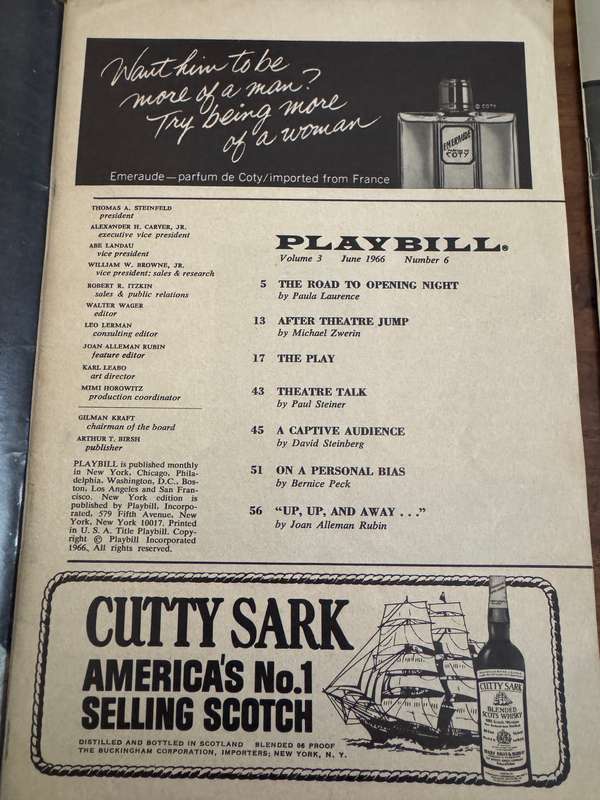 Want him to be
more of a man?
Try being more
of a woman
© COTY
EMERAUDE
COTY
Emeraude—parfum de Coty/imported from France
THOMAS A. STEINFELD
president
ALEXANDER H. CARVER, JR.
executive vice president
ABE LANDAU
vice president
WILLIAM W. BROWNE, JR.
vice president: sales & research
ROBERT R. ITZKIN
sales & public relations
WALTER WAGER
editor
LEO LERMAN
consulting editor
JOAN ALLEMAN RUBIN
feature editor
KARL LEABO
art director
MIMI HOROWITZ
production coordinator
GILMAN KRAFT
chairman of the board
ARTHUR T. BIRSH
publisher
PLAYBILL is published monthly
in New York, Chicago, Phila-
delphia, Washington, D.C., Bos-
ton, Los Angeles and San Fran-
cisco. New York edition is
published by Playbill, Incorpo-
rated, 579 Fifth Avenue, New
York, New York 10017. Printed
in U. S. A. Title Playbill. Copy-
right © Playbill Incorporated
1966. All rights reserved.
PLAYBILL®
Volume 3 June 1966 Number 6
5 THE ROAD TO OPENING NIGHT
by Paula Laurence
13 AFTER THEATRE JUMP
by Michael Zwerin
17 THE PLAY
43 THEATRE TALK
by Paul Steiner
45 A CAPTIVE AUDIENCE
by David Steinberg
51 ON A PERSONAL BIAS
by Bernice Peck
56 “UP, UP, AND AWAY . . .”
by Joan Alleman Rubin
CUTTY SARK
AMERICA'S No.1
SELLING SCOTCH
DISTILLED AND BOTTLED IN SCOTLAND BLENDED 86 PROOF
THE BUCKINGHAM CORPORATION, IMPORTERS; NEW YORK, N. Y.
CUTTY SARK
BLENDED
SCOTS WHISKY